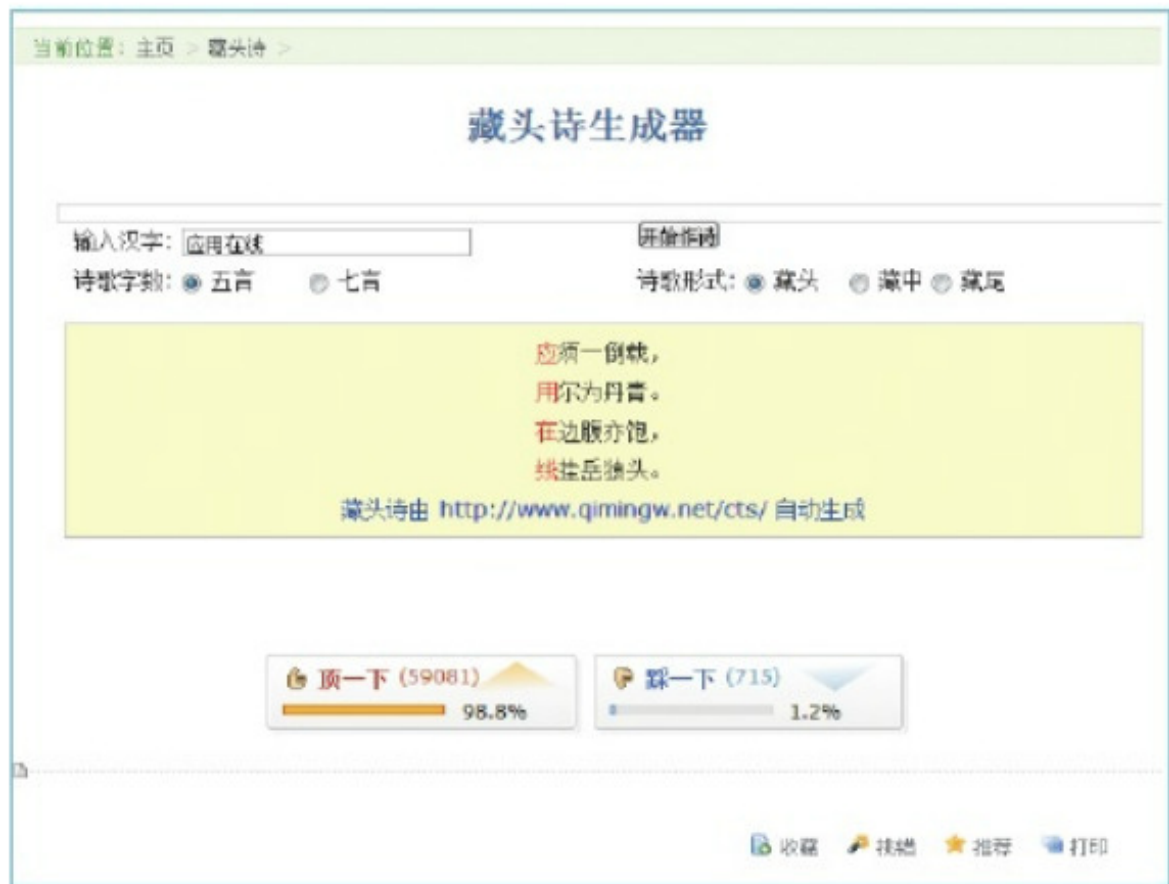 当前位置：主页 > 藏头诗 >
藏头诗生成器
输入汉字：应用在线 开始作诗
诗歌字数：五言 七言 诗歌形式：藏头 藏中 藏尾
应须一倒载，
用尔为丹青。
在边腹亦饱，
线挂岳狼头。
藏头诗由 http://www.qimingw.net/cts/ 自动生成
顶一下 (59081) 踩一下 (715)
98.8% 1.2%
收藏 挑错 推荐 打印